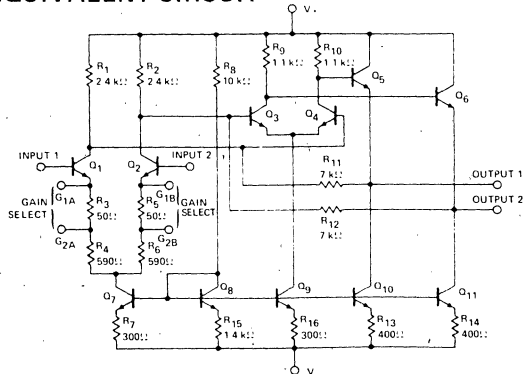 EQUIVALENT CIRCUIT
V+
R1
2.4 kΩ
R2
2.4 kΩ
R8
10 kΩ
R9
1.1 kΩ
R10
1.1 kΩ
Q5
Q6
Q3
Q4
INPUT 1
Q1
Q2
INPUT 2
R11
7 kΩ
OUTPUT 1
OUTPUT 2
R12
7 kΩ
G1A
G1B
GAIN
SELECT
R3
50Ω
R5
50Ω
GAIN
SELECT
G2A
G2B
R4
590Ω
R6
590Ω
Q7
Q8
Q9
Q10
Q11
R7
300Ω
R15
1.4 kΩ
R16
300Ω
R13
400Ω
R14
400Ω
V